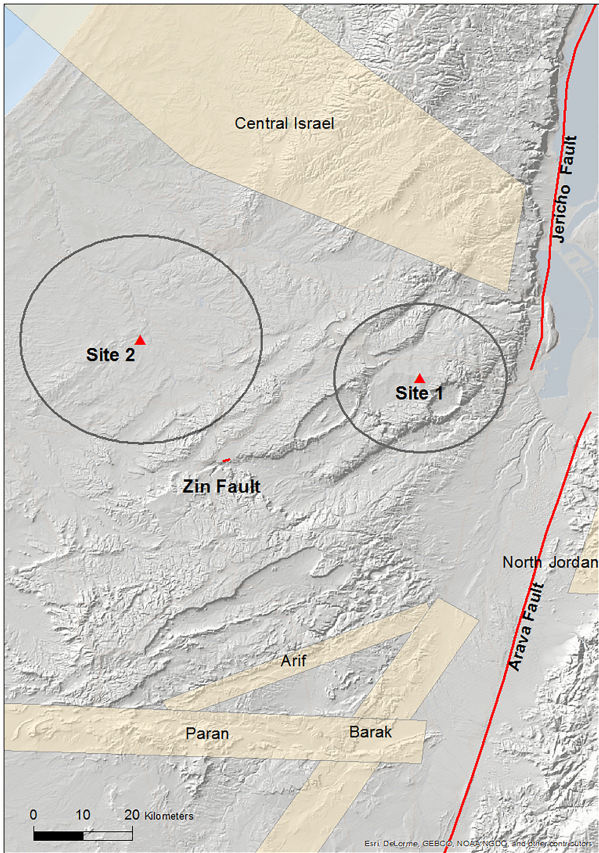 Central Israel
Jericho Fault
Site 2
Site 1
Zin Fault
North Jordan
Arava Fault
Arif
Paran
Barak
0 10 20 Kilometers
Esri, DeLorme, GEBCO, NOAA NGDC, and other contributors